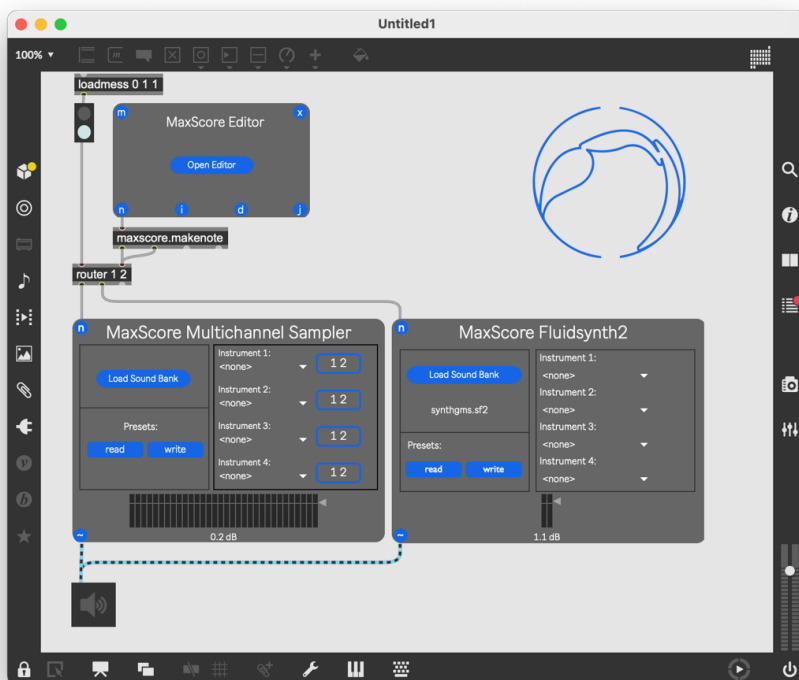 Untitled1
100%
loadmess 0 1 1
m
x
MaxScore Editor
Open Editor
n i d j
maxscore.makenote
router 1 2
n
MaxScore Multichannel Sampler
Load Sound Bank
Presets:
read write
Instrument 1:
<none> 1 2
Instrument 2:
<none> 1 2
Instrument 3:
<none> 1 2
Instrument 4:
<none> 1 2
0.2 dB
~
n
MaxScore Fluidsynth2
Load Sound Bank
synthgms.sf2
Presets:
read write
Instrument 1:
<none>
Instrument 2:
<none>
Instrument 3:
<none>
Instrument 4:
<none>
1.1 dB
~